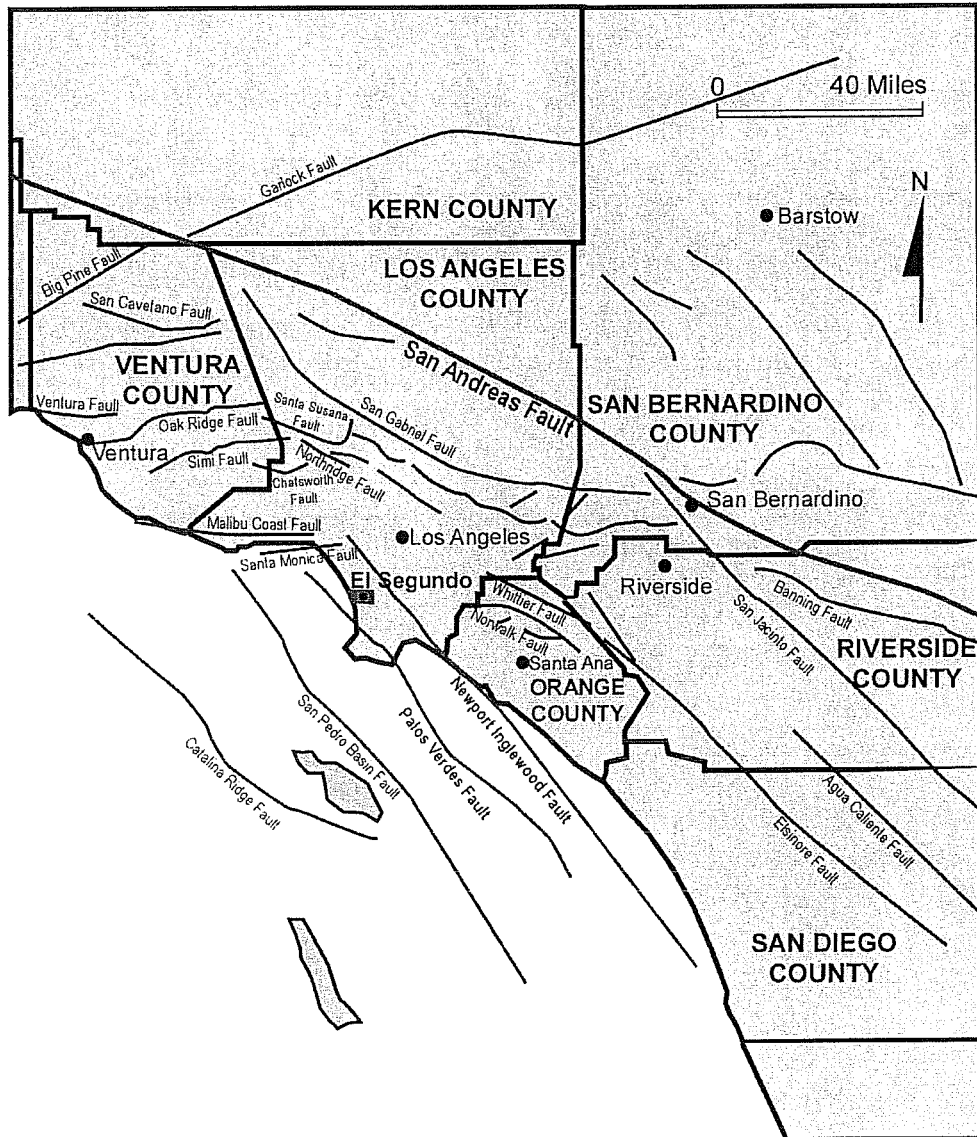 0 40 Miles
Garlock Fault
N
KERN COUNTY
Barstow
Big Pine Fault
LOS ANGELES
COUNTY
San Cavetano Fault
San Andreas Fault
VENTURA
COUNTY
SAN BERNARDINO
COUNTY
Ventura Fault
Oak Ridge Fault
Santa Susana
Fault
San Gabriel Fault
Ventura
Simi Fault
Northridge Fault
Chatsworth
Fault
San Bernardino
Malibu Coast Fault
Los Angeles
Santa Monica Fault
El Segundo
Riverside
Whittier Fault
Banning Fault
San Jacinto Fault
Norwalk Fault
RIVERSIDE
COUNTY
Santa Ana
ORANGE
COUNTY
Newport Inglewood Fault
San Pedro Basin Fault
Palos Verdes Fault
Catalina Ridge Fault
Agua Caliente Fault
Elsinore Fault
SAN DIEGO
COUNTY